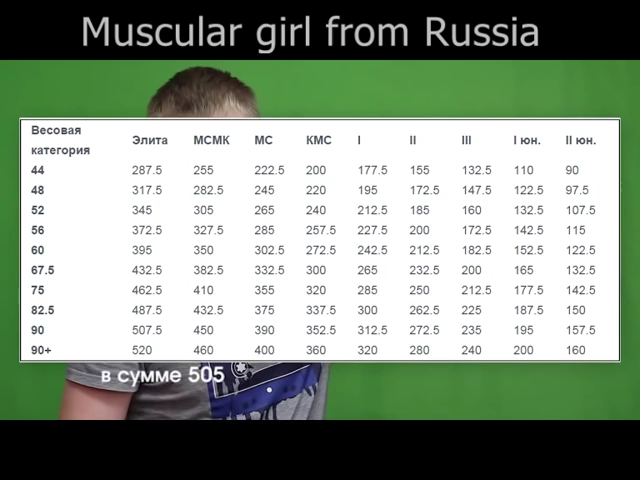 Muscular girl from Russia
Весовая категория Элита МСМК МС КМС I II III I юн. II юн.
44 287.5 255 222.5 200 177.5 155 132.5 110 90
48 317.5 282.5 245 220 195 172.5 147.5 122.5 97.5
52 345 305 265 240 212.5 185 160 132.5 107.5
56 372.5 327.5 285 257.5 227.5 200 172.5 142.5 115
60 395 350 302.5 272.5 242.5 212.5 182.5 152.5 122.5
67.5 432.5 382.5 332.5 300 265 232.5 200 165 132.5
75 462.5 410 355 320 285 250 212.5 177.5 142.5
82.5 487.5 432.5 375 337.5 300 262.5 225 187.5 150
90 507.5 450 390 352.5 312.5 272.5 235 195 157.5
90+ 520 460 400 360 320 280 240 200 160
в сумме 505